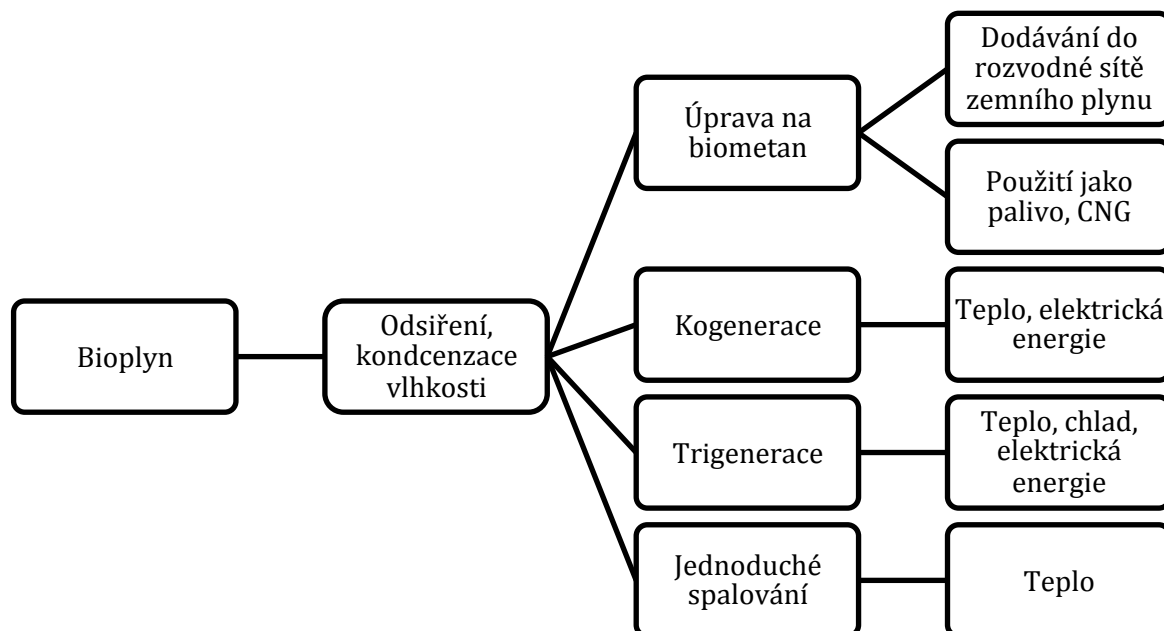 Bioplyn
Odsiření,
kondcenzace
vlhkosti
Úprava na
biometan
Dodávání do
rozvodné sítě
zemního plynu
Použití jako
palivo, CNG
Kogenerace
Teplo, elektrická
energie
Trigenerace
Teplo, chlad,
elektrická
energie
Jednoduché
spalování
Teplo